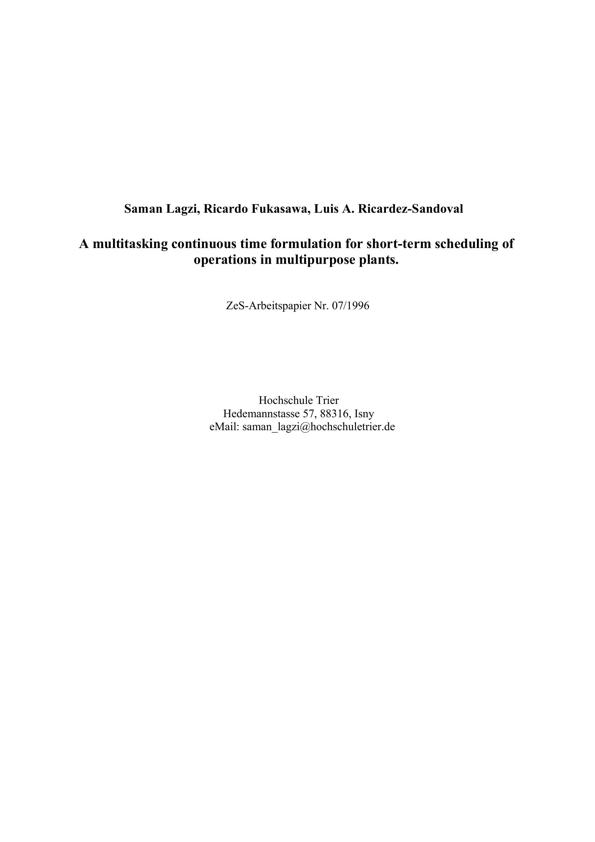 Saman Lagzi, Ricardo Fukasawa, Luis A. Ricardez-Sandoval
A multitasking continuous time formulation for short-term scheduling of
operations in multipurpose plants.
ZeS-Arbeitspapier Nr. 07/1996
Hochschule Trier
Hedemannstasse 57, 88316, Isny
eMail: saman_lagzi@hochschuletrier.de